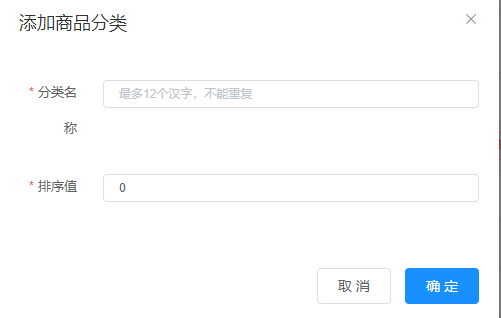 添加商品分类
* 分类名称
最多12个汉字，不能重复
* 排序值
0
取 消
确 定